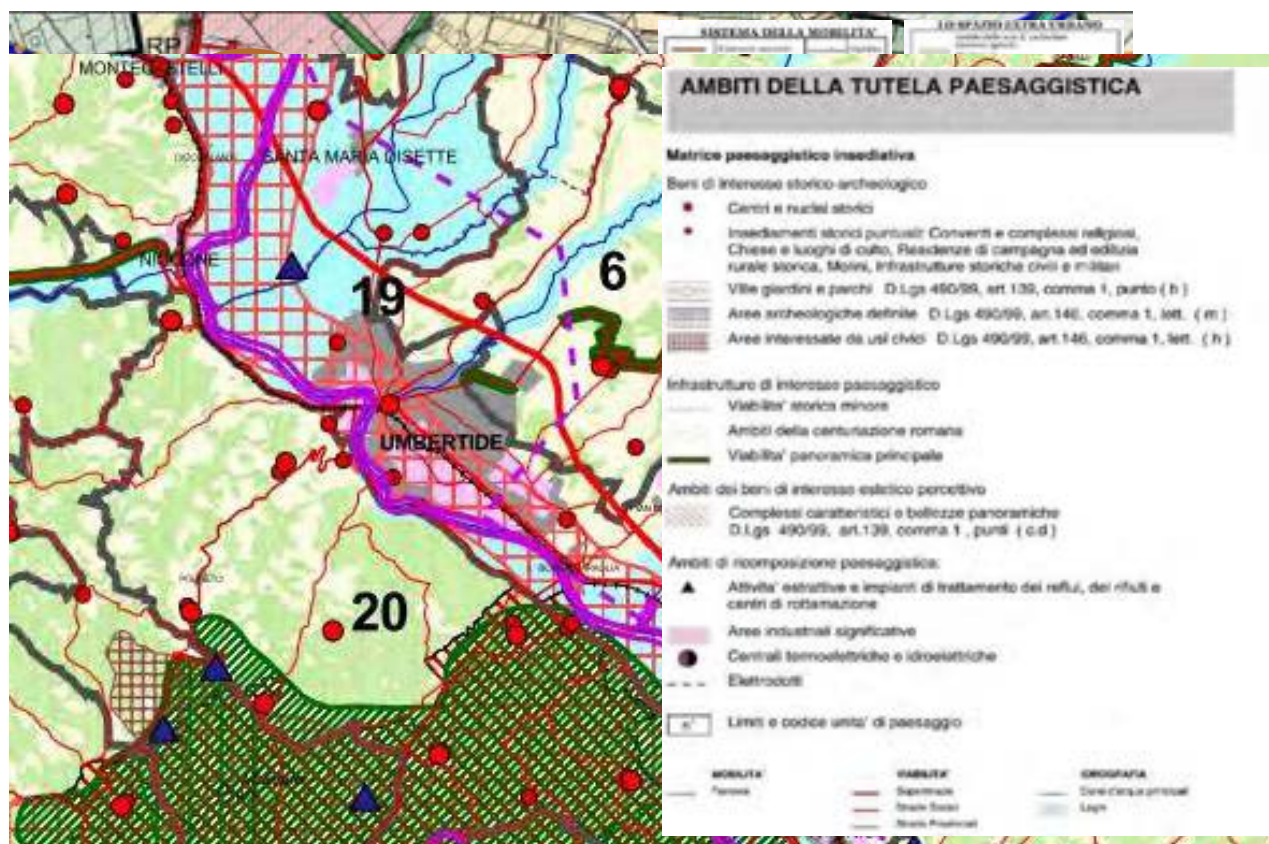 RP
MONTECASTELLI
SANTA MARIA DI SETTE
NICCONE
19
6
UMBERTIDE
20
SISTEMA DELLA MOBILITA'
LO SPAZIO EXTRA URBANO
AMBITI DELLA TUTELA PAESAGGISTICA
Matrice paesaggistico insediativa
Beni di Interesse storico-archeologico
Centri e nuclei storici
Insediamenti storici puntuali: Conventi e complessi religiosi,
Chiese e luoghi di culto, Residenze di campagna ed edilizia
rurale storica, Molini, Infrastrutture storiche civili e militari
Ville giardini e parchi D.Lgs 490/99, art 139, comma 1, punto ( b )
Aree archeologiche definite D.Lgs 490/99, art.146, comma 1, lett. ( m )
Aree interessate da usi civici D.Lgs 490/99, art.146, comma 1, lett. ( h )
Infrastrutture di interesse paesaggistico
Viabilita' storica minore
Ambiti della centuriazione romana
Viabilita' panoramica principale
Ambiti dei beni di interesse estetico percettivo
Complessi caratteristici e bellezze panoramiche
D.Lgs 490/99, art.139, comma 1 , punti ( c.d )
Ambiti di ricomposizione paesaggistica:
Attivita' estrattive e impianti di trattamento dei reflui, dei rifiuti e
centri di rottamazione
Aree industriali significative
Centrali termoelettriche e idroelettriche
Elettrodotti
n°
Limiti e codice unita' di paesaggio
MOBILITA'
Ferrovia
VIABILITA'
Superstrada
Strade Statali
Strade Provinciali
IDROGRAFIA
Corsi d'acqua principali
Laghi